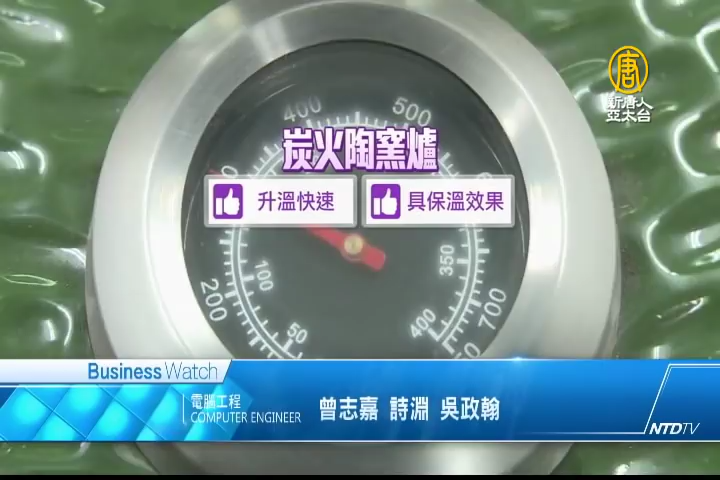 唐
新唐人
亞太台
400
500
炭火陶窯爐
升溫快速
具保溫效果
100
350
200
700
50
400
Business Watch
電腦工程
COMPUTER ENGINEER
曾志嘉 詩淵 吳政翰
NTDTV